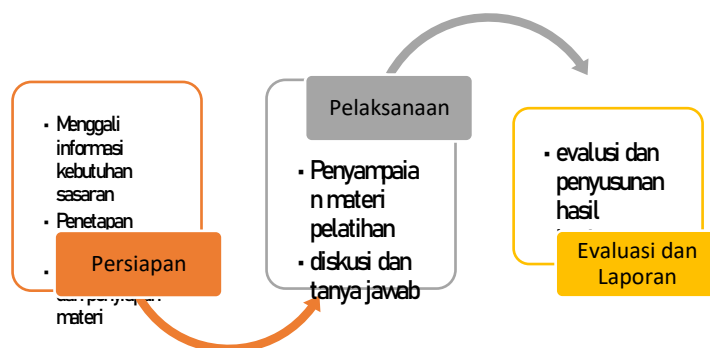 ▪ Menggali
informasi
kebutuhan
sasaran
▪ Penetapan
▪
materi
Persiapan
Pelaksanaan
▪ Penyampaia
n materi
pelatihan
▪ diskusi dan
tanya jawab
▪ evalusi dan
penyusunan
hasil
Evaluasi dan
Laporan